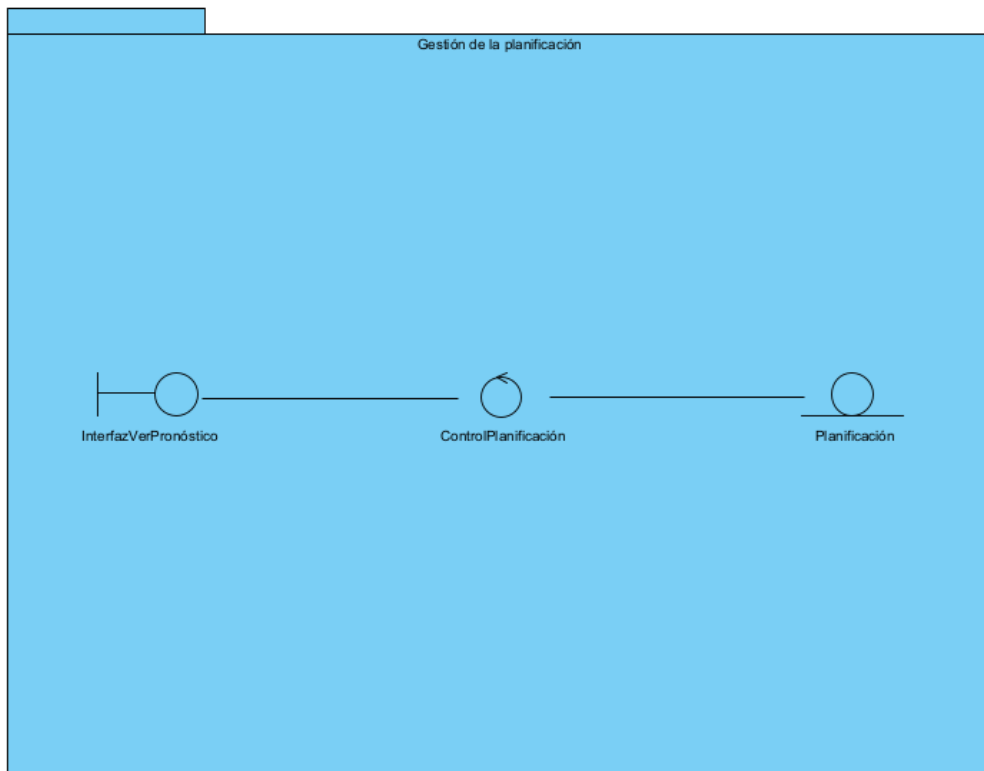 Gestión de la planificación
InterfazVerPronóstico
ControlPlanificación
Planificación